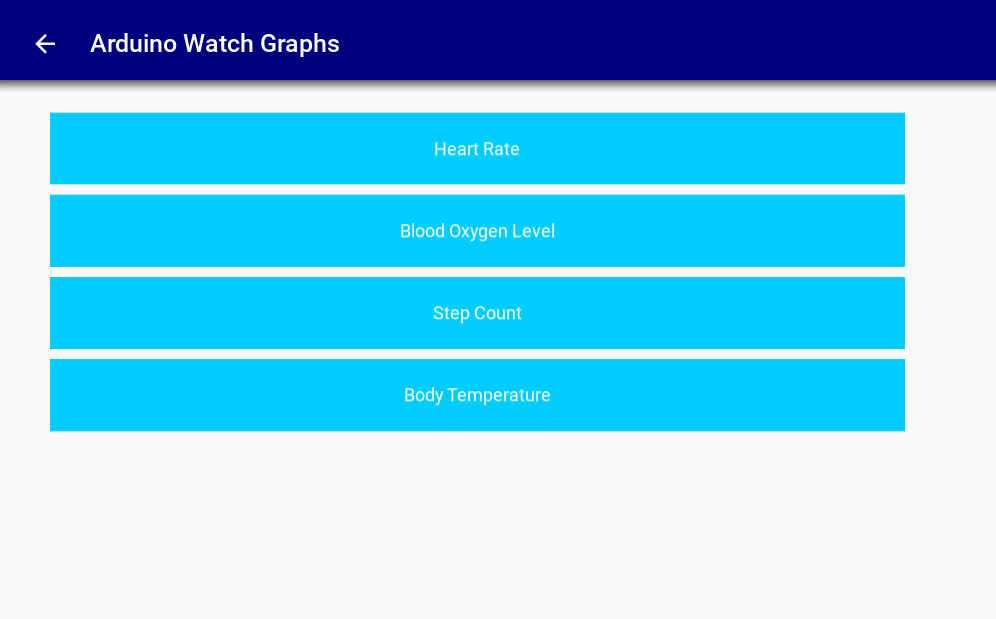 Arduino Watch Graphs
Heart Rate
Blood Oxygen Level
Step Count
Body Temperature